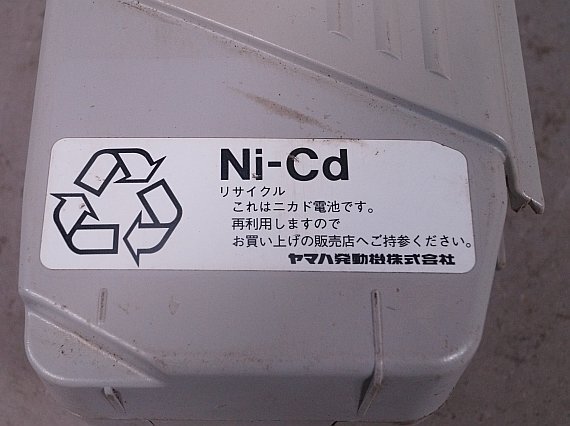 Ni-Cd
リサイクル
これはニカド電池です。
再利用しますので
お買い上げの販売店へご持参ください。
ヤマハ発動機株式会社